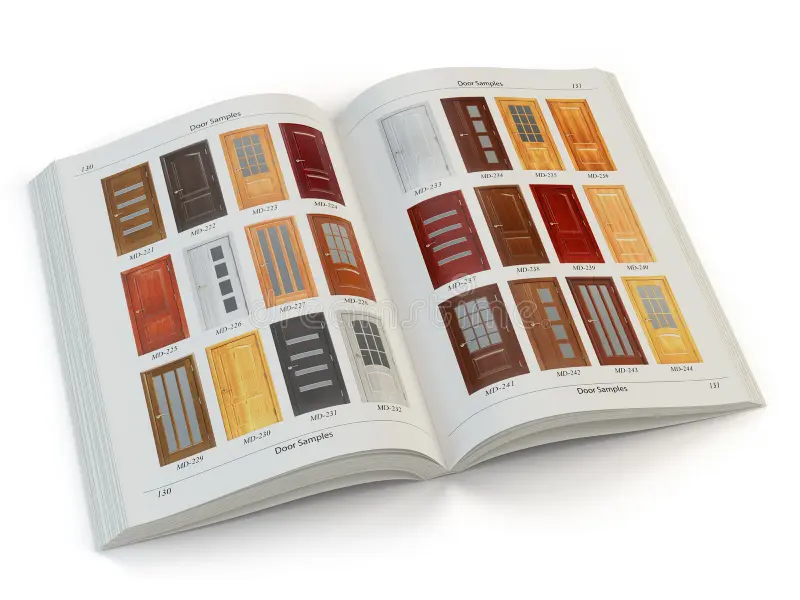 Door Samples
130
MD-221
MD-222
MD-223
MD-224
MD-225
MD-226
MD-227
MD-228
MD-229
MD-230
MD-231
MD-232
Door Samples
130
Door Samples
131
MD-233
MD-234
MD-235
MD-236
MD-237
MD-238
MD-239
MD-240
MD-241
MD-242
MD-243
MD-244
Door Samples
131
dreamstime